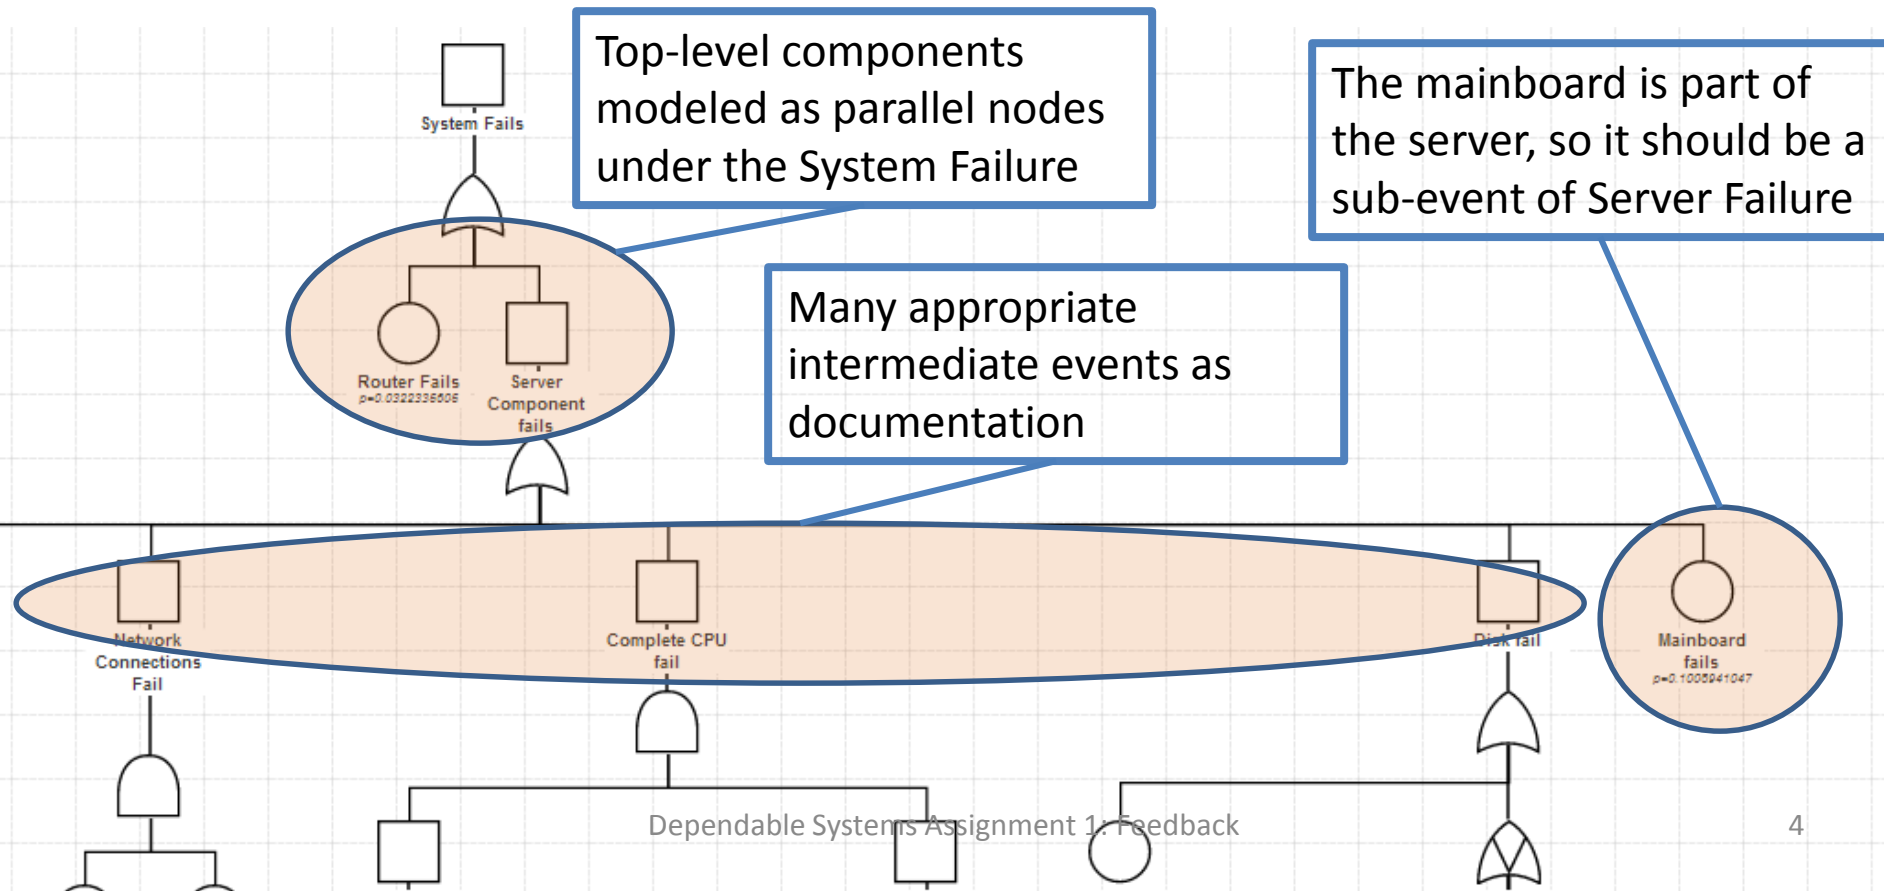 Top-level components
modeled as parallel nodes
under the System Failure
The mainboard is part of
the server, so it should be a
sub-event of Server Failure
System Fails
Many appropriate
intermediate events as
documentation
Router Fails
p=0.0322335605
Server
Component
fails
Network
Connections
Fail
Complete CPU
fail
Disk fail
Mainboard
fails
p=0.1005941047
Dependable Systems Assignment 1: Feedback
4